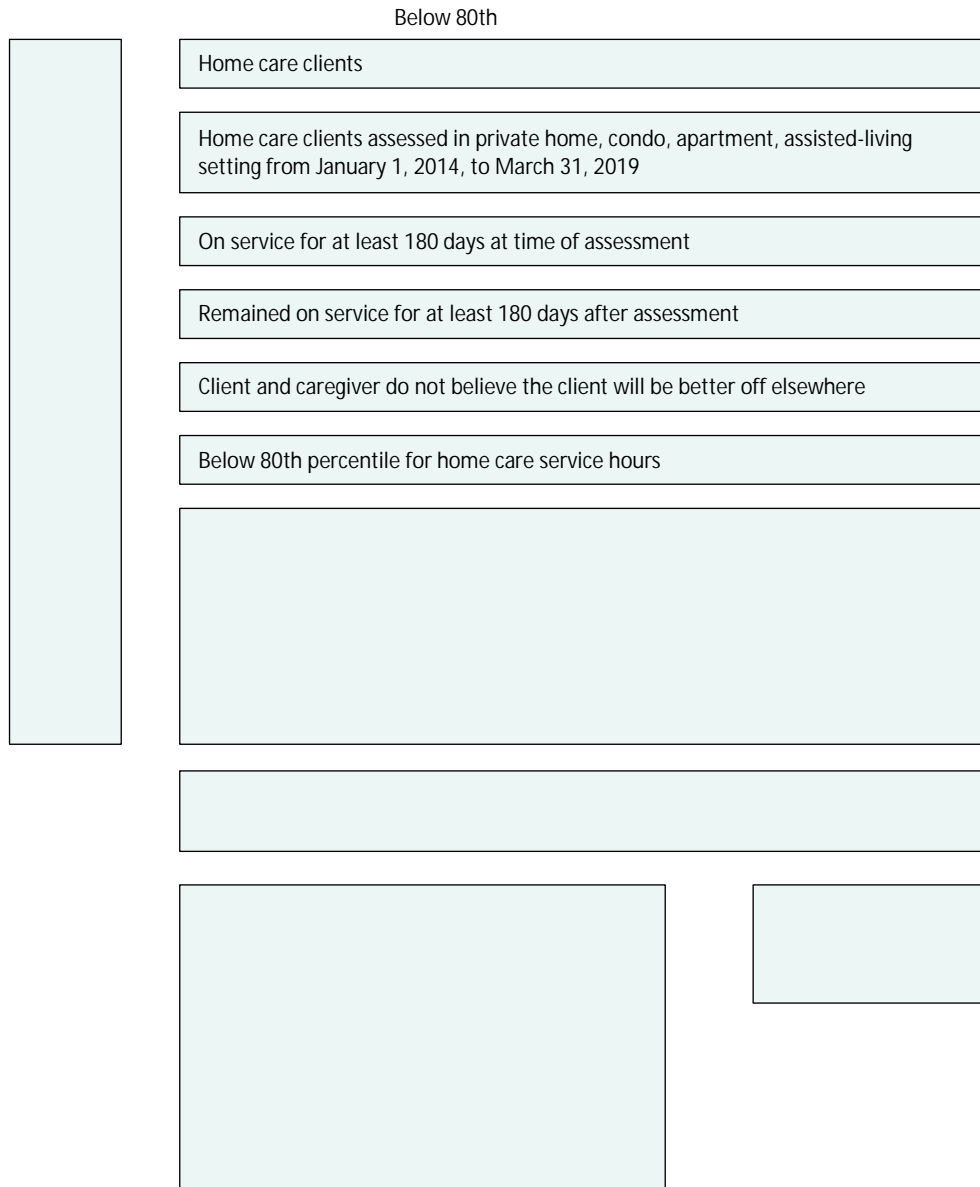 Below 80th
Home care clients
Home care clients assessed in private home, condo, apartment, assisted-living
setting from January 1, 2014, to March 31, 2019
On service for at least 180 days at time of assessment
Remained on service for at least 180 days after assessment
Client and caregiver do not believe the client will be better off elsewhere
Below 80th percentile for home care service hours